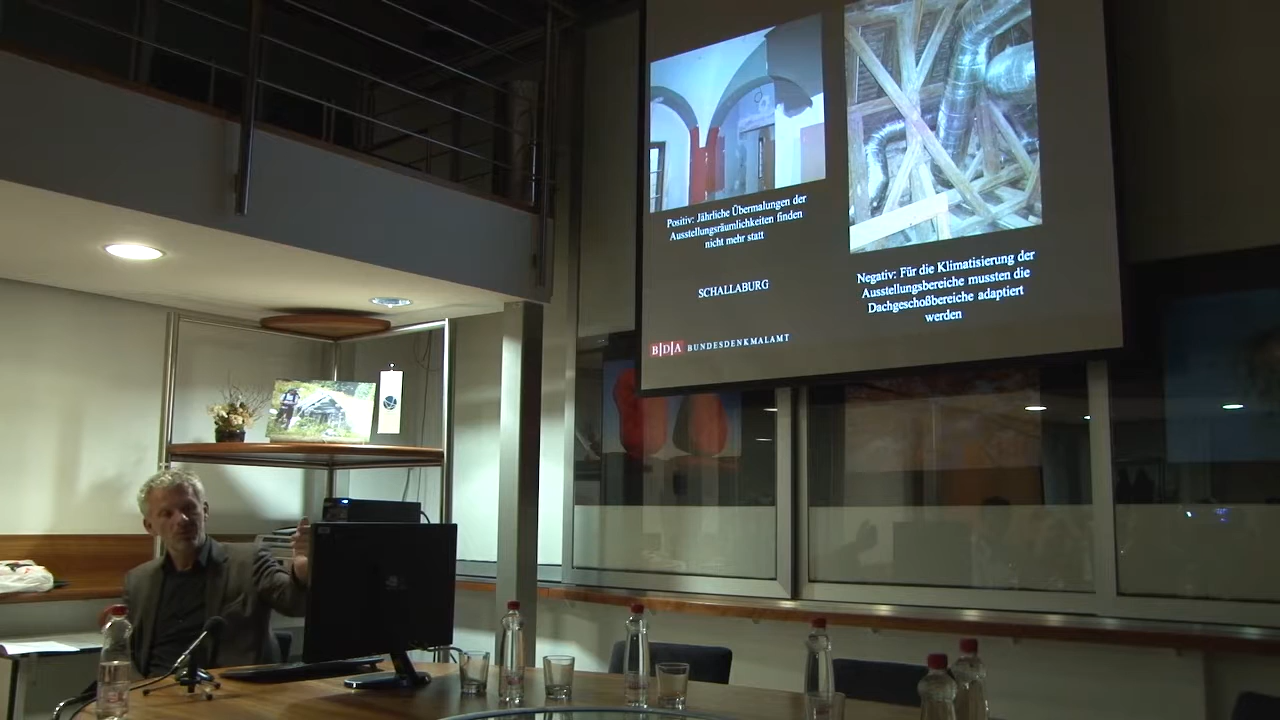 Positiv: Jährliche Übermalungen der
Ausstellungsräumlichkeiten finden
nicht mehr statt
SCHALLABURG
Negativ: Für die Klimatisierung der
Ausstellungsbereiche mussten die
Dachgeschoßbereiche adaptiert
werden
B|D|A BUNDESDENKMALAMT